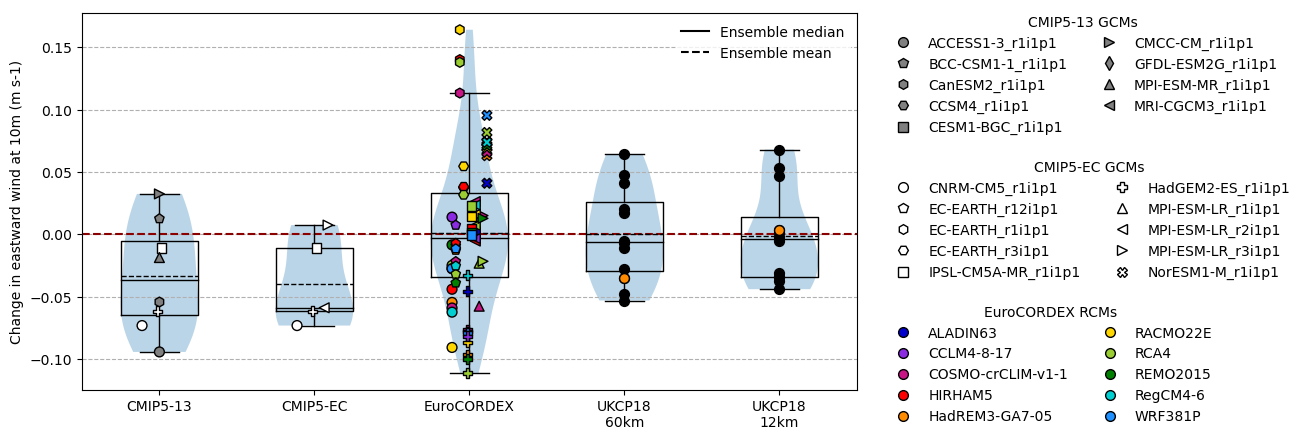 Change in eastward wind at 10m (m s-1)
0.15
0.10
0.05
0.00
−0.05
−0.10
Ensemble median
Ensemble mean
CMIP5-13
CMIP5-EC
EuroCORDEX
UKCP18
60km
UKCP18
12km
CMIP5-13 GCMs
ACCESS1-3_r1i1p1
BCC-CSM1-1_r1i1p1
CanESM2_r1i1p1
CCSM4_r1i1p1
CESM1-BGC_r1i1p1
CMCC-CM_r1i1p1
GFDL-ESM2G_r1i1p1
MPI-ESM-MR_r1i1p1
MRI-CGCM3_r1i1p1
CMIP5-EC GCMs
CNRM-CM5_r1i1p1
EC-EARTH_r12i1p1
EC-EARTH_r1i1p1
EC-EARTH_r3i1p1
IPSL-CM5A-MR_r1i1p1
HadGEM2-ES_r1i1p1
MPI-ESM-LR_r1i1p1
MPI-ESM-LR_r2i1p1
MPI-ESM-LR_r3i1p1
NorESM1-M_r1i1p1
EuroCORDEX RCMs
ALADIN63
CCLM4-8-17
COSMO-crCLIM-v1-1
HIRHAM5
HadREM3-GA7-05
RACMO22E
RCA4
REMO2015
RegCM4-6
WRF381P